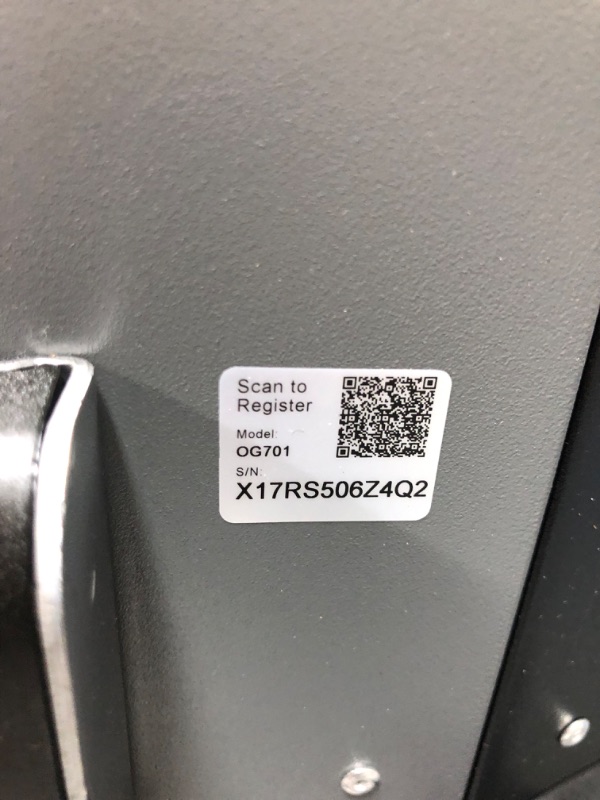 Scan to
Register
Model:
OG701
S/N:
X17RS506Z4Q2